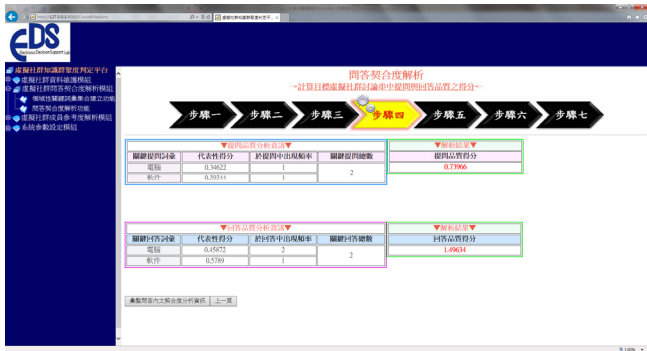 EDS
Electronic DecisionSupport Lab
虛擬社群知識群聚度判定平台
虛擬社群資料維護模組
虛擬社群問答契合度解析模組
領域性關鍵詞彙集合建立功能
問答契合度解析功能
虛擬社群成員參考度解析模組
系統參數設定模組
問答契合度解析
計算目標虛擬社群討論串中提問與回答品質之得分
步驟一
步驟二
步驟三
步驟四
步驟五
步驟六
步驟七
▼提問品質分析資訊▼
關鍵提問詞彙 代表性得分 於提問中出現頻率 關鍵提問總數
電腦 0.34622 1 2
軟件 0.39344 1
▼解析結果▼
提問品質得分
0.73966
▼回答品質分析資訊▼
關鍵回答詞彙 代表性得分 於回答中出現頻率 關鍵回答總數
電腦 0.45872 2 2
軟件 0.5789 1
▼解析結果▼
回答品質得分
1.49634
彙整問答內文契合度分析資訊 上一頁